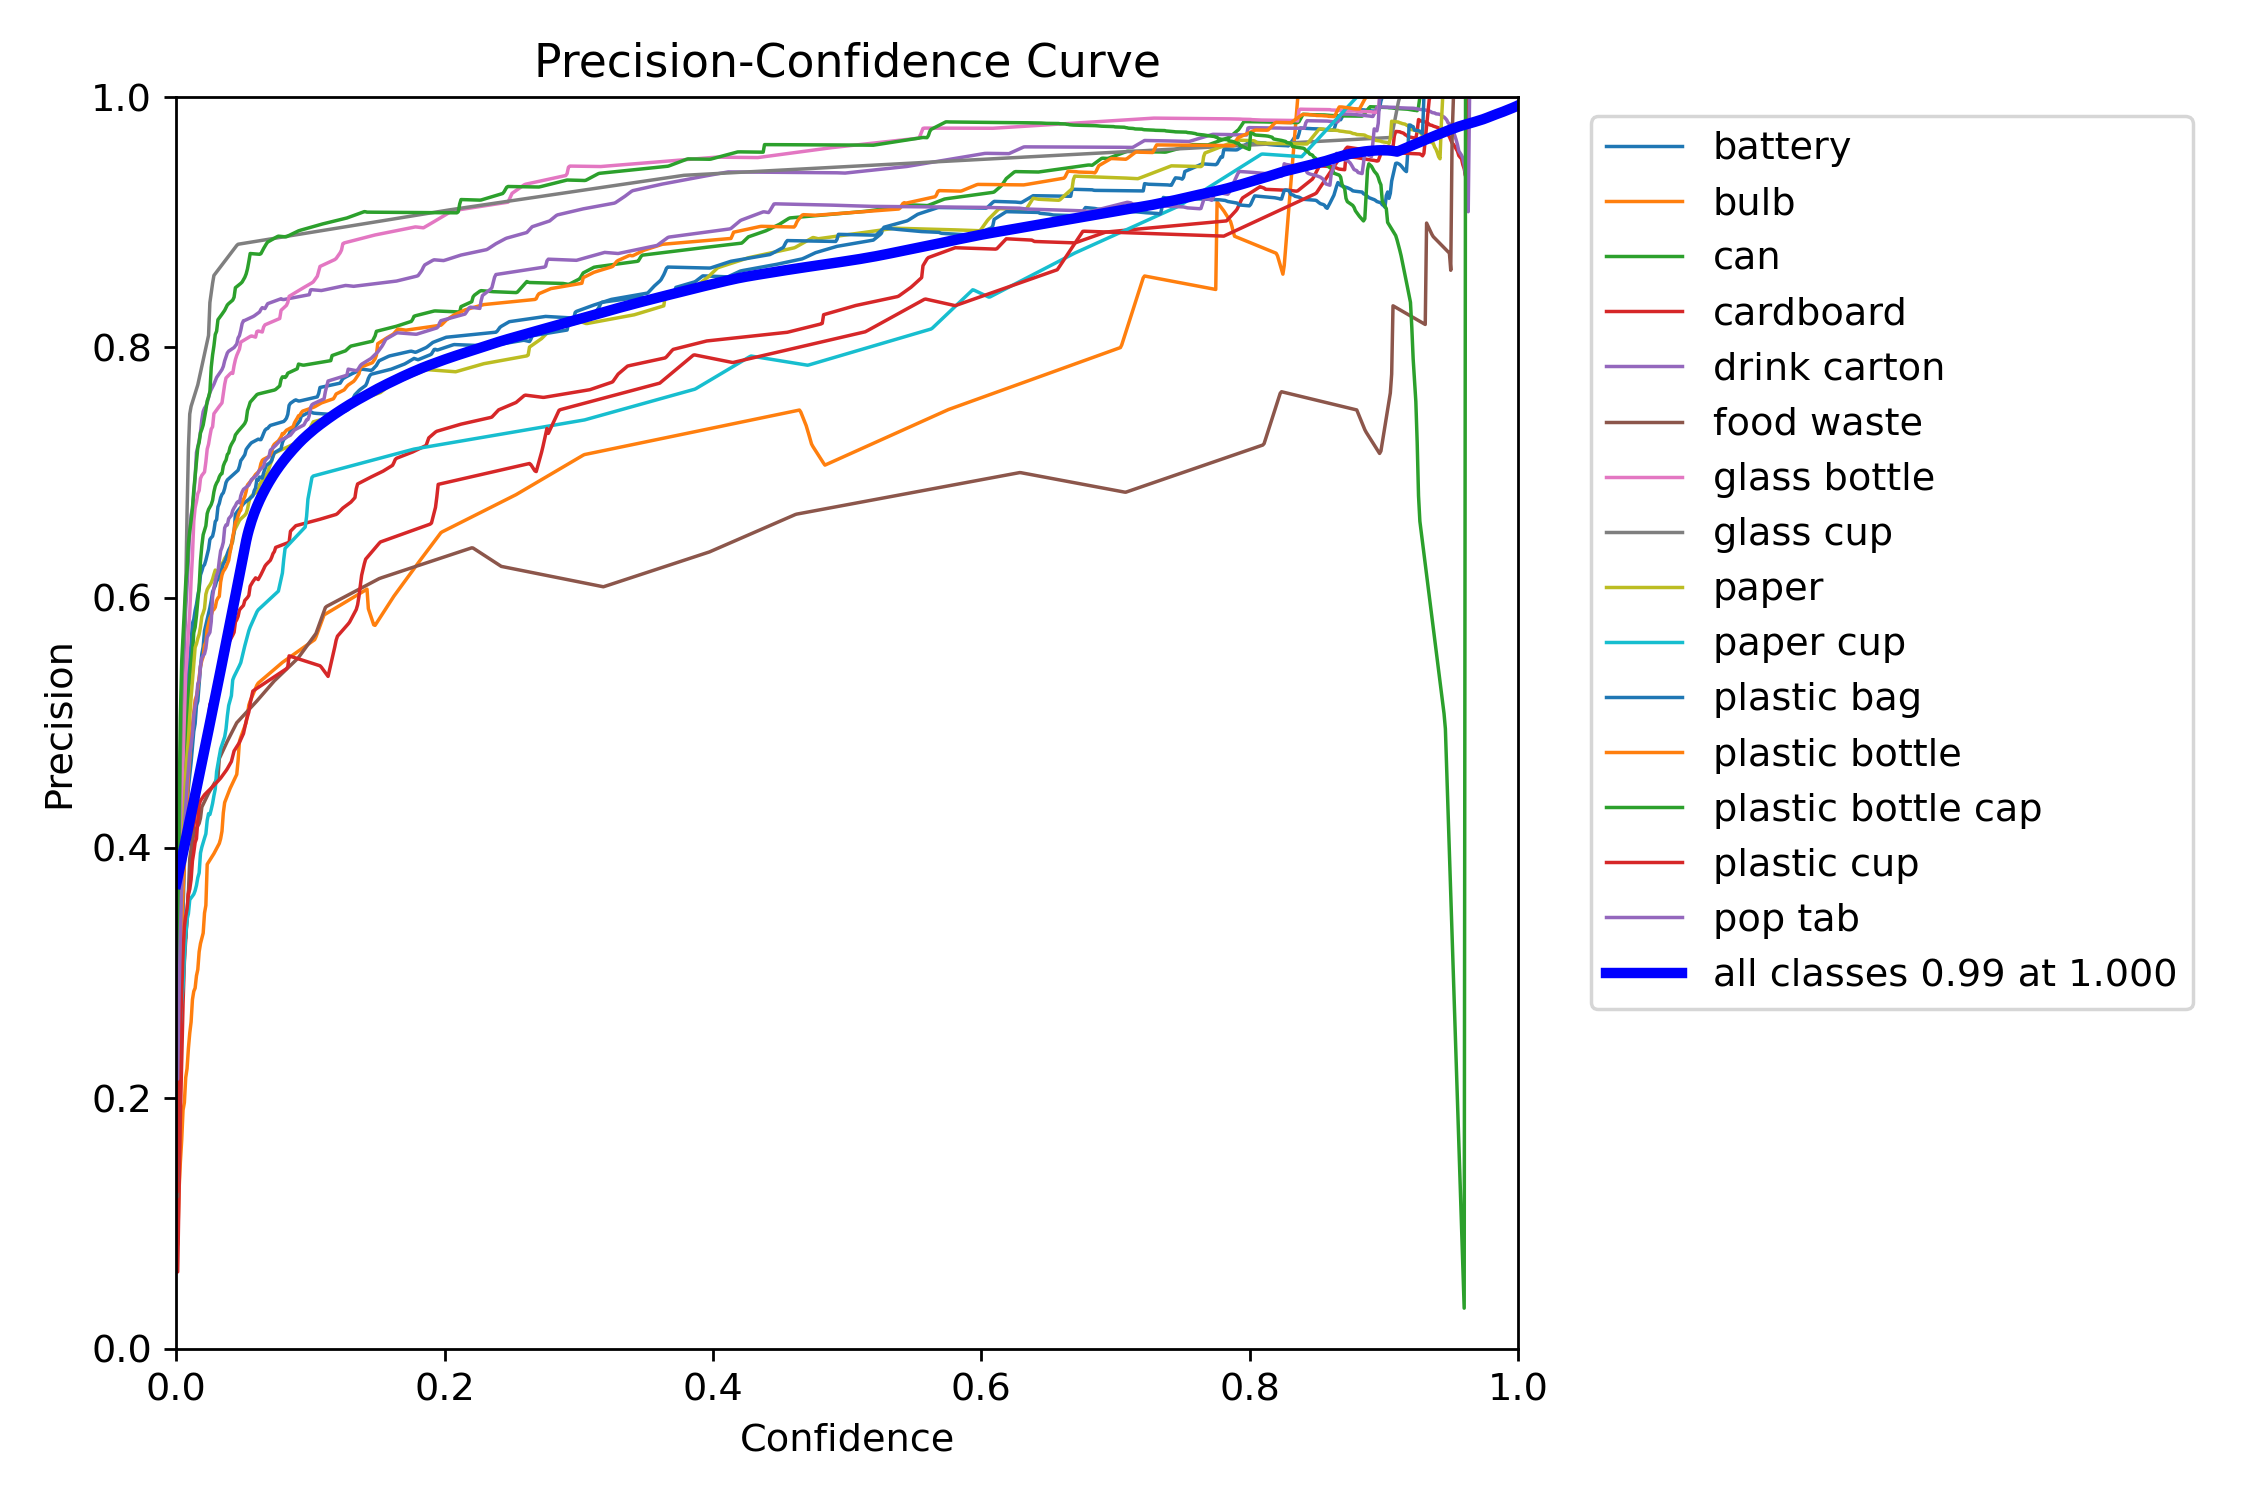 Precision-Confidence Curve
1.0
0.8
0.6
0.4
0.2
0.0
Precision
0.0 0.2 0.4 0.6 0.8 1.0
Confidence
battery
bulb
can
cardboard
drink carton
food waste
glass bottle
glass cup
paper
paper cup
plastic bag
plastic bottle
plastic bottle cap
plastic cup
pop tab
all classes 0.99 at 1.000